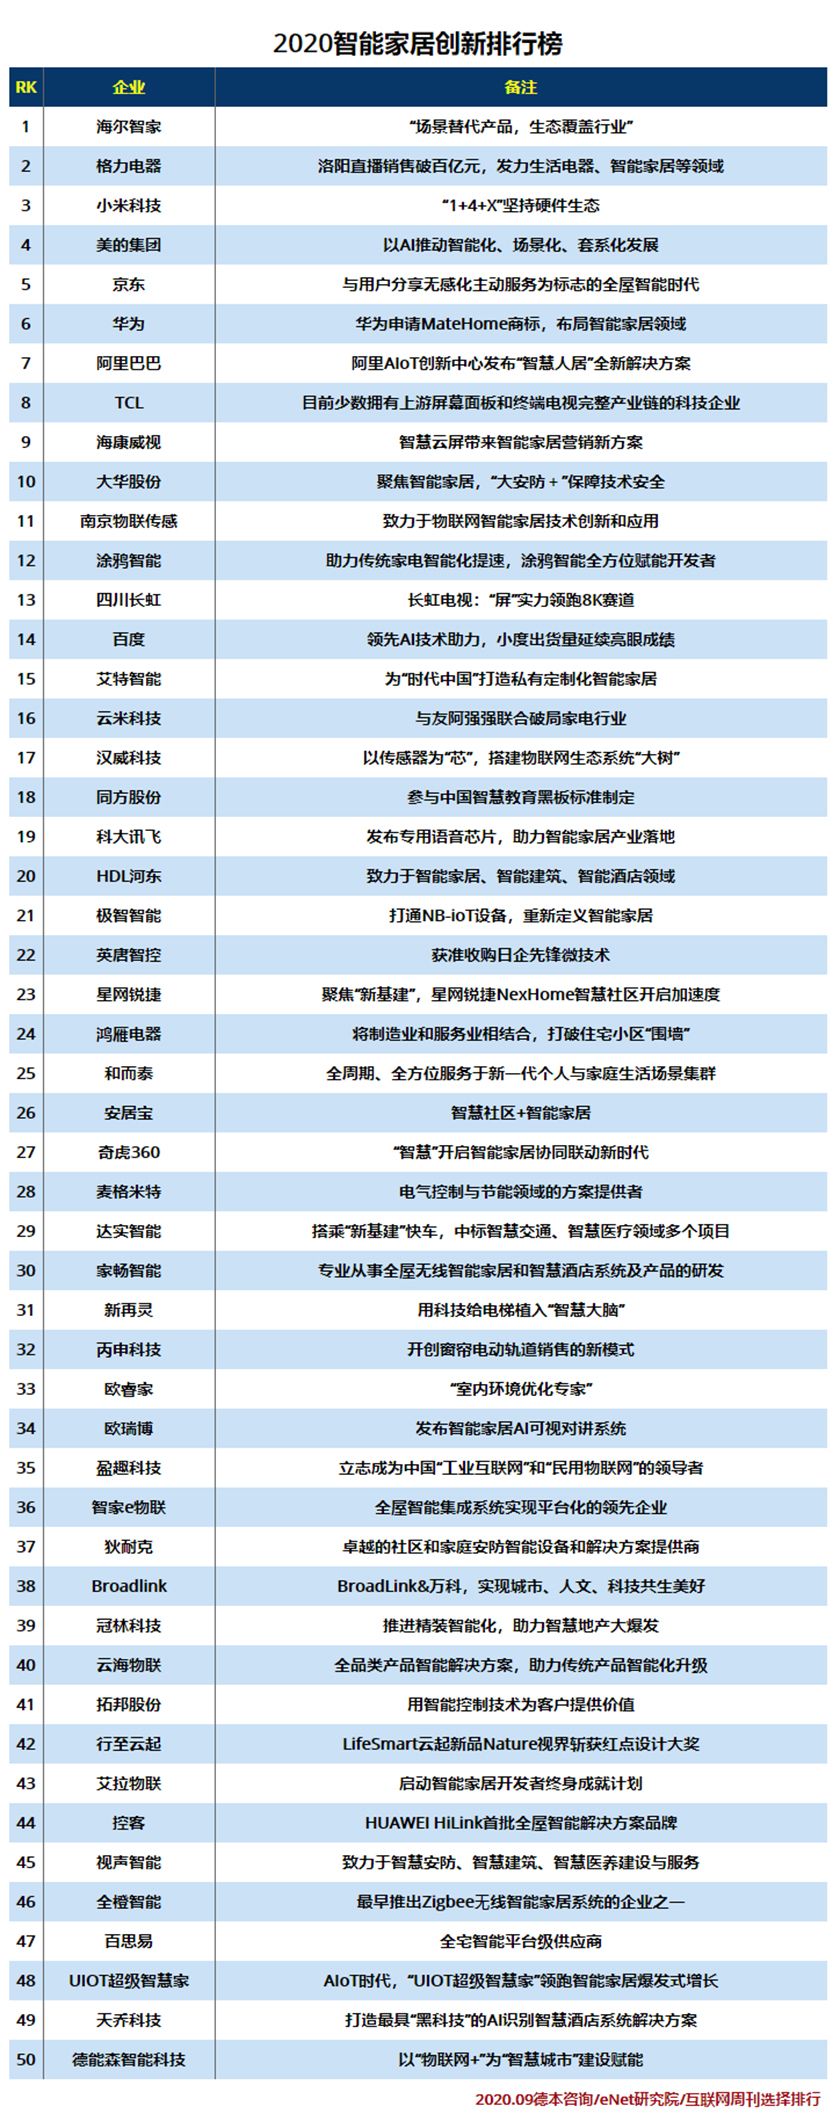 2020智能家居创新排行榜
RK 企业 备注
1 海尔智家 “场景替代产品，生态覆盖行业”
2 格力电器 洛阳直播销售破百亿元，发力生活电器、智能家居等领域
3 小米科技 “1+4+X”坚持硬件生态
4 美的集团 以AI推动智能化、场景化、套系化发展
5 京东 与用户分享无感化主动服务为标志的全屋智能时代
6 华为 华为申请MateHome商标，布局智能家居领域
7 阿里巴巴 阿里AIoT创新中心发布“智慧人居”全新解决方案
8 TCL 目前少数拥有上游屏幕面板和终端电视完整产业链的科技企业
9 海康威视 智慧云屏带来智能家居营销新方案
10 大华股份 聚焦智能家居，“大安防＋”保障技术安全
11 南京物联传感 致力于物联网智能家居技术创新和应用
12 涂鸦智能 助力传统家电智能化提速，涂鸦智能全方位赋能开发者
13 四川长虹 长虹电视：“屏”实力领跑8K赛道
14 百度 领先AI技术助力，小度出货量延续亮眼成绩
15 艾特智能 为“时代中国”打造私有定制化智能家居
16 云米科技 与友阿强强联合破局家电行业
17 汉威科技 以传感器为“芯”，搭建物联网生态系统“大树”
18 同方股份 参与中国智慧教育黑板标准制定
19 科大讯飞 发布专用语音芯片，助力智能家居产业落地
20 HDL河东 致力于智能家居、智能建筑、智能酒店领域
21 极智智能 打通NB-ioT设备，重新定义智能家居
22 英唐智控 获准收购日企先锋微技术
23 星网锐捷 聚焦“新基建”，星网锐捷NexHome智慧社区开启加速度
24 鸿雁电器 将制造业和服务业相结合，打破住宅小区“围墙”
25 和而泰 全周期、全方位服务于新一代个人与家庭生活场景集群
26 安居宝 智慧社区+智能家居
27 奇虎360 “智慧”开启智能家居协同联动新时代
28 麦格米特 电气控制与节能领域的方案提供者
29 达实智能 搭乘“新基建”快车，中标智慧交通、智慧医疗领域多个项目
30 家畅智能 专业从事全屋无线智能家居和智慧酒店系统及产品的研发
31 新再灵 用科技给电梯植入“智慧大脑”
32 丙申科技 开创窗帘电动轨道销售的新模式
33 欧睿家 “室内环境优化专家”
34 欧瑞博 发布智能家居AI可视对讲系统
35 盈趣科技 立志成为中国“工业互联网”和“民用物联网”的领导者
36 智家e物联 全屋智能集成系统实现平台化的领先企业
37 狄耐克 卓越的社区和家庭安防智能设备和解决方案提供商
38 Broadlink BroadLink&万科，实现城市、人文、科技共生美好
39 冠林科技 推进精装智能化，助力智慧地产大爆发
40 云海物联 全品类产品智能解决方案，助力传统产品智能化升级
41 拓邦股份 用智能控制技术为客户提供价值
42 行至云起 LifeSmart云起新品Nature视界斩获红点设计大奖
43 艾拉物联 启动智能家居开发者终身成就计划
44 控客 HUAWEI HiLink首批全屋智能解决方案品牌
45 视声智能 致力于智慧安防、智慧建筑、智慧医养建设与服务
46 全橙智能 最早推出Zigbee无线智能家居系统的企业之一
47 百思易 全宅智能平台级供应商
48 UIOT超级智慧家 AIoT时代，“UIOT超级智慧家”领跑智能家居爆发式增长
49 天乔科技 打造最具“黑科技”的AI识别智慧酒店系统解决方案
50 德能森智能科技 以“物联网+”为“智慧城市”建设赋能
2020.09德本咨询/eNet研究院/互联网周刊选择排行